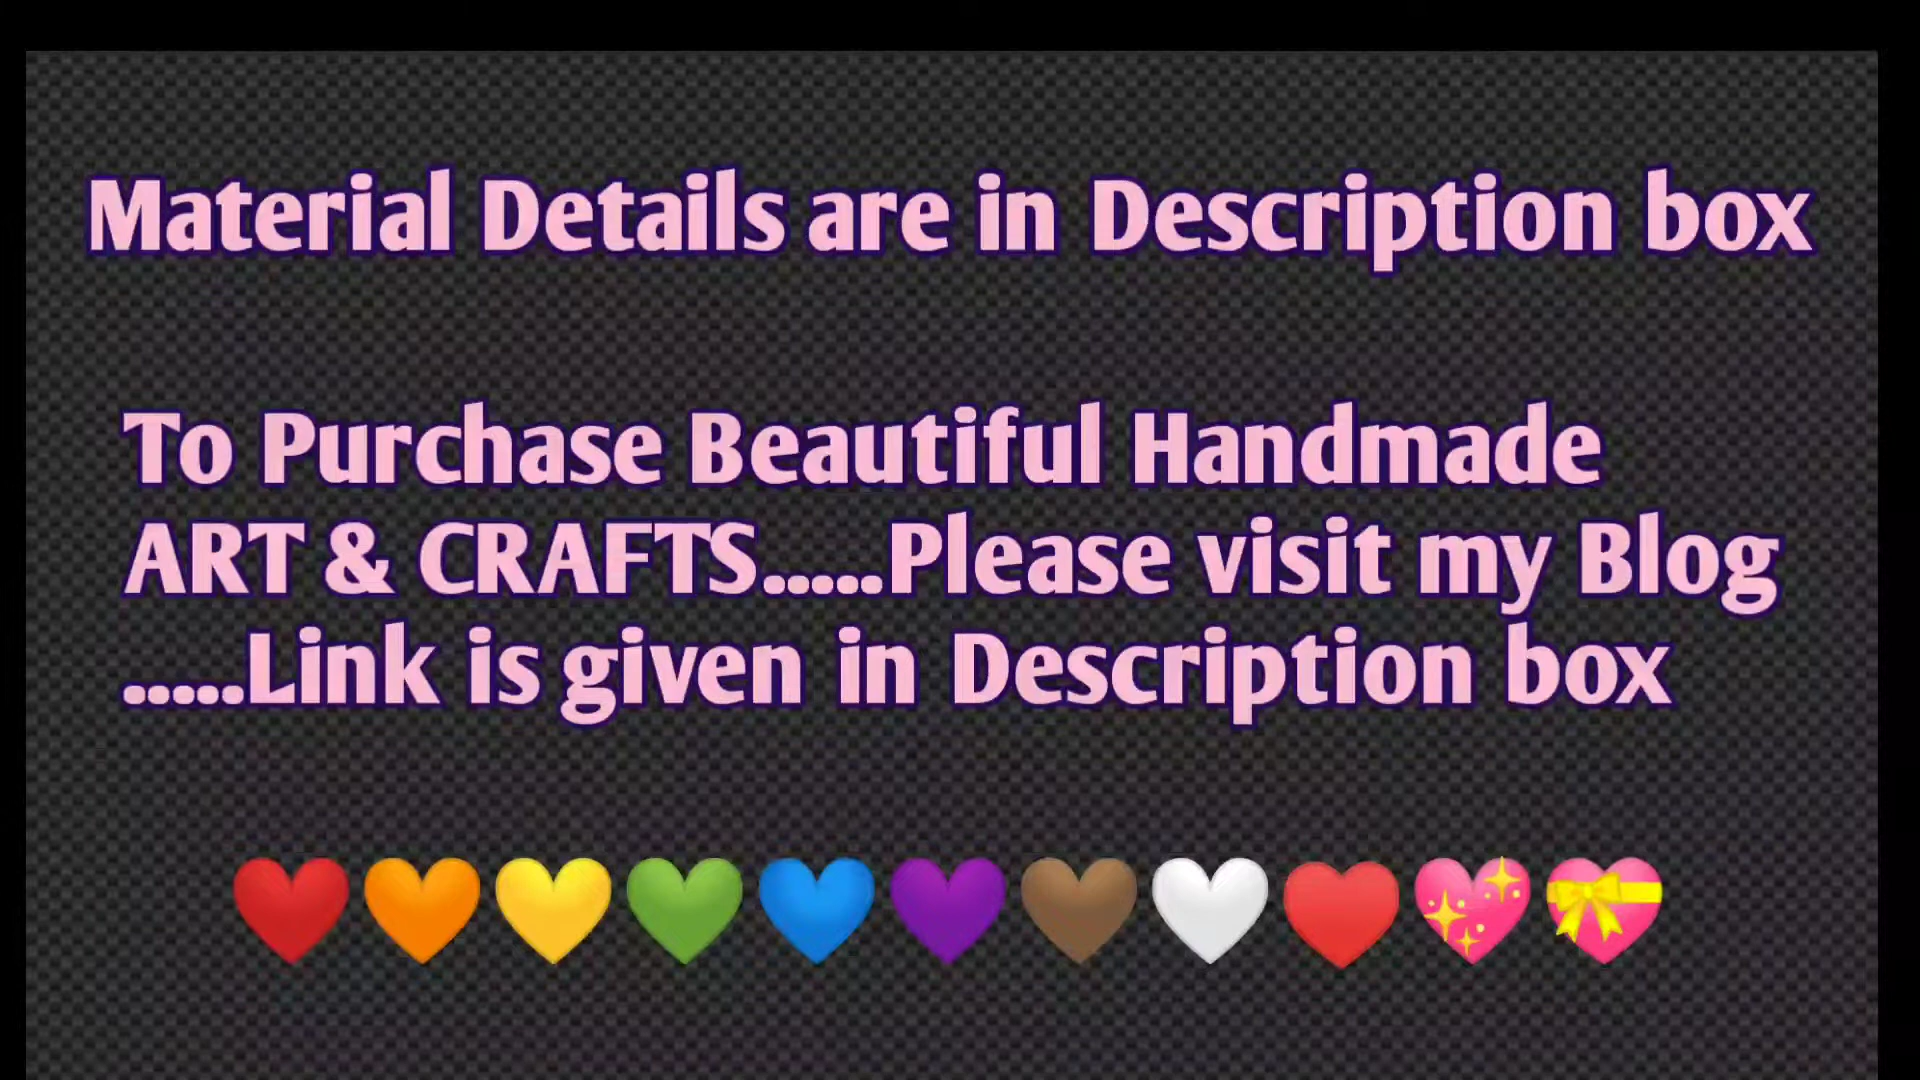 Material Details are in Description box
To Purchase Beautiful Handmade
ART & CRAFTS.....Please visit my Blog
.....Link is given in Description box